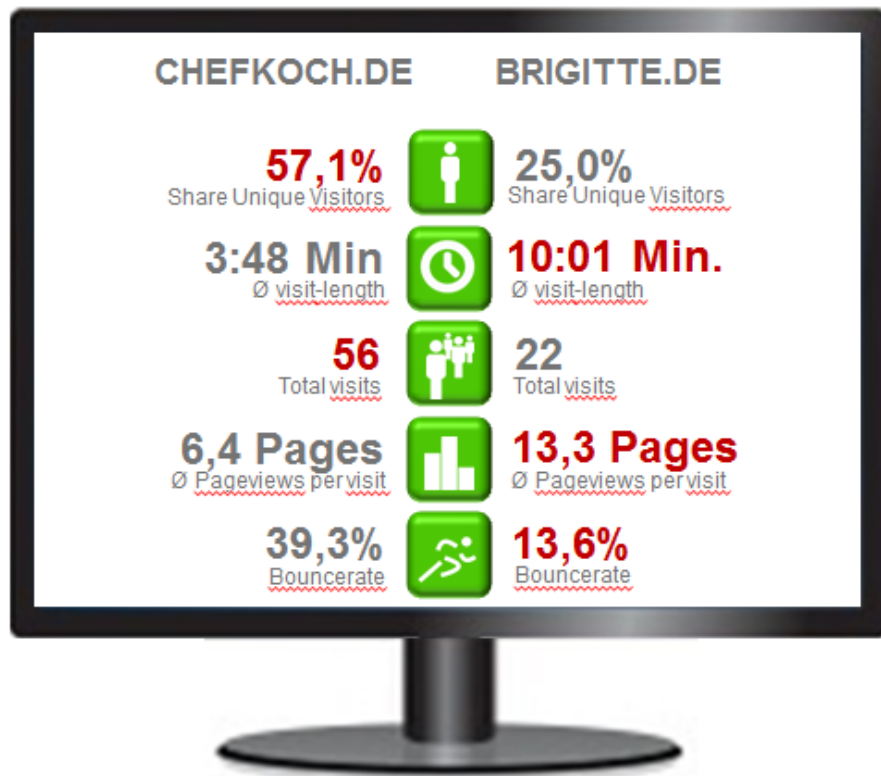 CHEFKOCH.DE BRIGITTE.DE
57,1% 25,0%
Share Unique Visitors Share Unique Visitors
3:48 Min 10:01 Min.
Ø visit-length Ø visit-length
56 22
Total visits Total visits
6,4 Pages 13,3 Pages
Ø Pageviews per visit Ø Pageviews per visit
39,3% 13,6%
Bouncerate Bouncerate